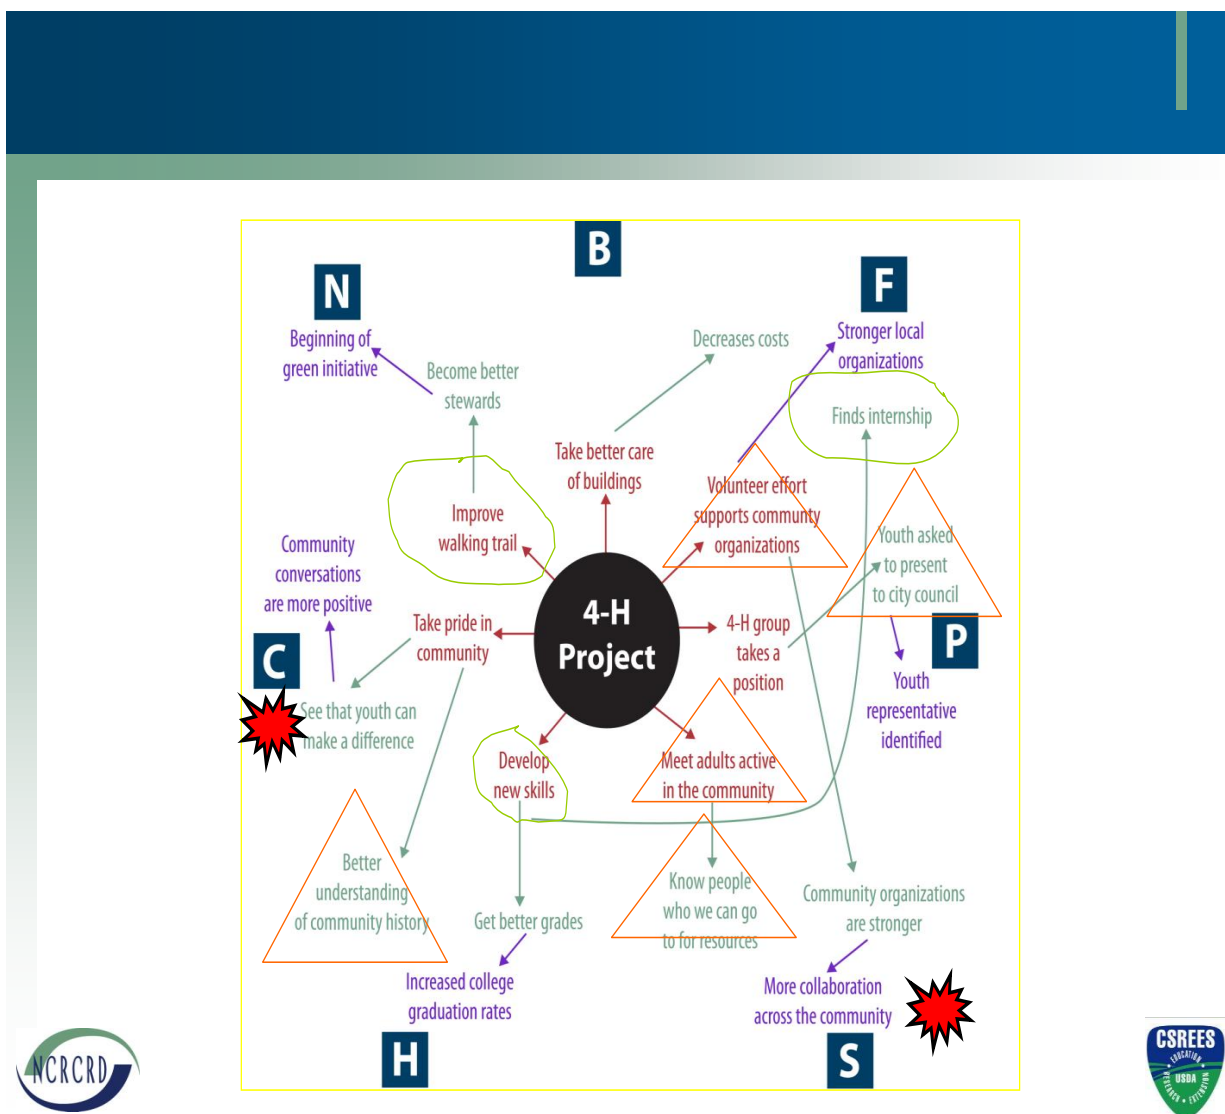 B
N
F
Beginning of
green initiative
Become better
stewards
Decreases costs
Stronger local
organizations
Finds internship
Take better care
of buildings
Improve
walking trail
Volunteer effort
supports communty
organizations
Youth asked
to present
to city council
Community
conversations
are more positive
4-H
Project
Take pride in
community
4-H group
takes a
position
C
P
See that youth can
make a difference
Youth
representative
identified
Develop
new skills
Meet adults active
in the community
Better
understanding
of community history
Get better grades
Know people
who we can go
to for resources
Community organizations
are stronger
Increased college
graduation rates
More collaboration
across the community
H
S
NCRCRD
CSREES
EDUCATION
USDA
RESEARCH • EXTENSION